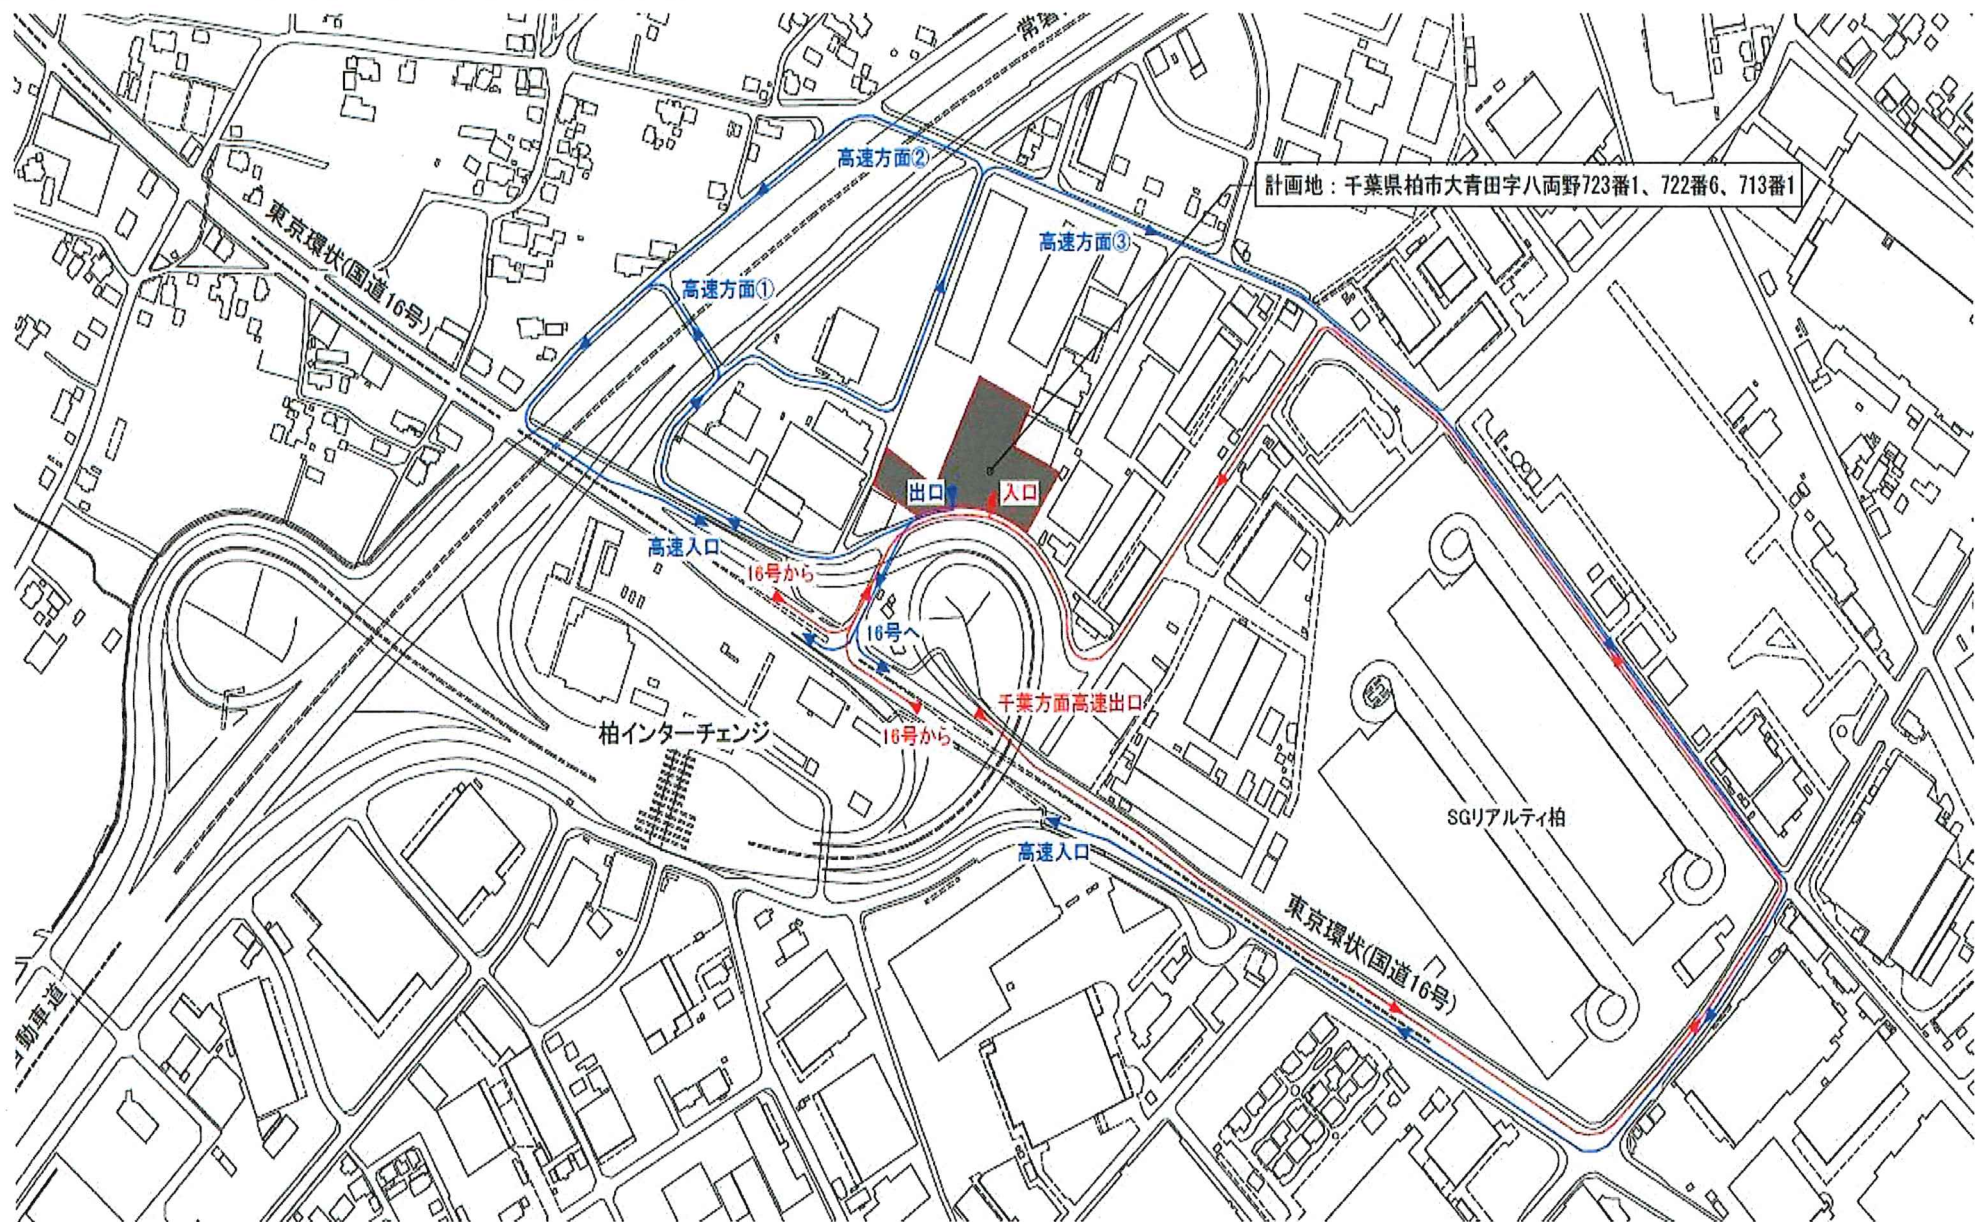 常磐
高速方面②
計画地：千葉県柏市大青田字八両野723番1、722番6、713番1
東京環状(国道16号)
高速方面③
高速方面①
出口
入口
高速入口
16号から
16号へ
千葉方面高速出口
16号から
柏インターチェンジ
SGリアルティ柏
高速入口
東京環状(国道16号)
動車道